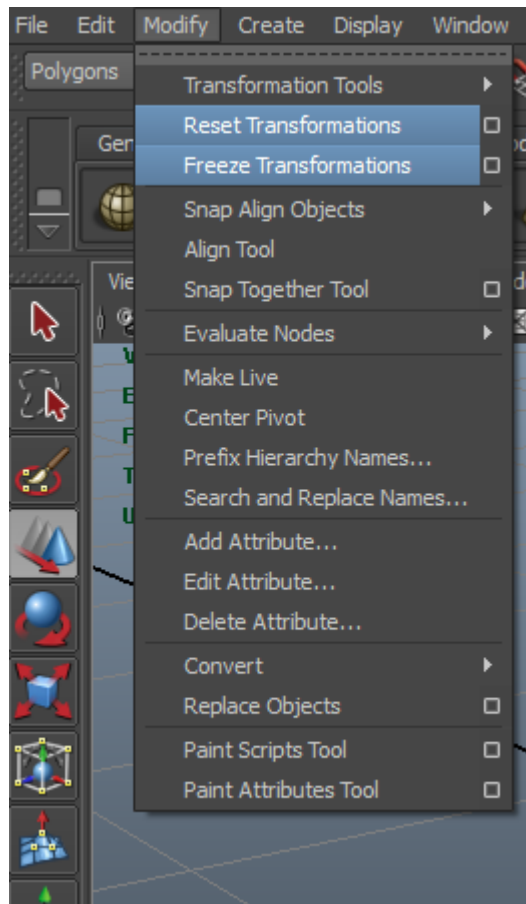 File Edit Modify Create Display Window
Polygons
Transformation Tools
Reset Transformations
Gen
Freeze Transformations
Snap Align Objects
Align Tool
Vie
Snap Together Tool
Evaluate Nodes
Make Live
Center Pivot
Prefix Hierarchy Names...
Search and Replace Names...
Add Attribute...
Edit Attribute...
Delete Attribute...
Convert
Replace Objects
Paint Scripts Tool
Paint Attributes Tool